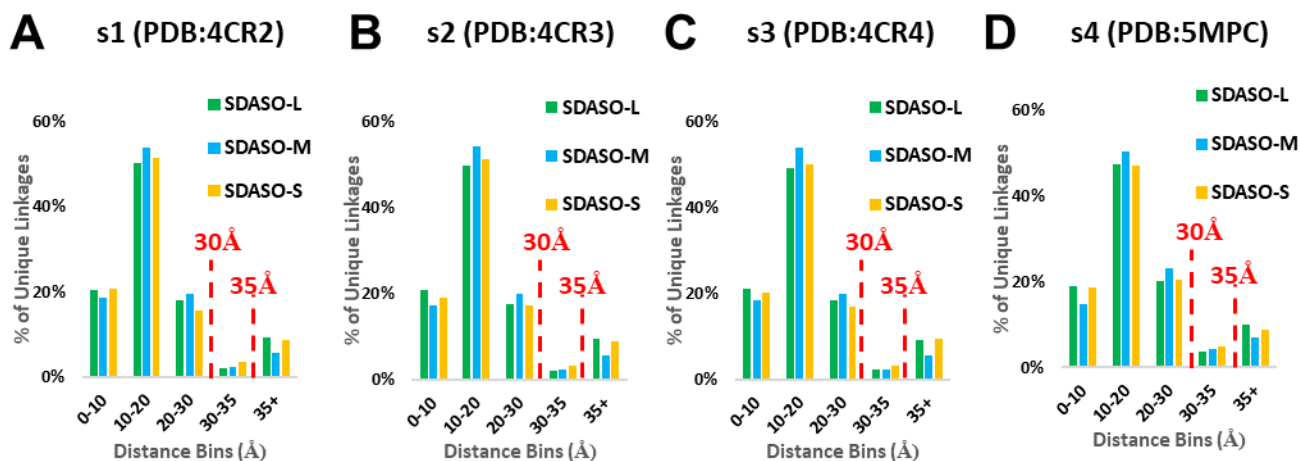 A s1 (PDB:4CR2)
% of Unique Linkages
60%
40%
20%
0%
SDASO-L
SDASO-M
SDASO-S
30Å
35Å
0-10
10-20
20-30
30-35
35+
Distance Bins (Å)
B s2 (PDB:4CR3)
% of Unique Linkages
60%
40%
20%
0%
SDASO-L
SDASO-M
SDASO-S
30Å
35Å
0-10
10-20
20-30
30-35
35+
Distance Bins (Å)
C s3 (PDB:4CR4)
% of Unique Linkages
60%
40%
20%
0%
SDASO-L
SDASO-M
SDASO-S
30Å
35Å
0-10
10-20
20-30
30-35
35+
Distance Bins (Å)
D s4 (PDB:5MPC)
% of Unique Linkages
60%
40%
20%
0%
SDASO-L
SDASO-M
SDASO-S
30Å
35Å
0-10
10-20
20-30
30-35
35+
Distance Bins (Å)